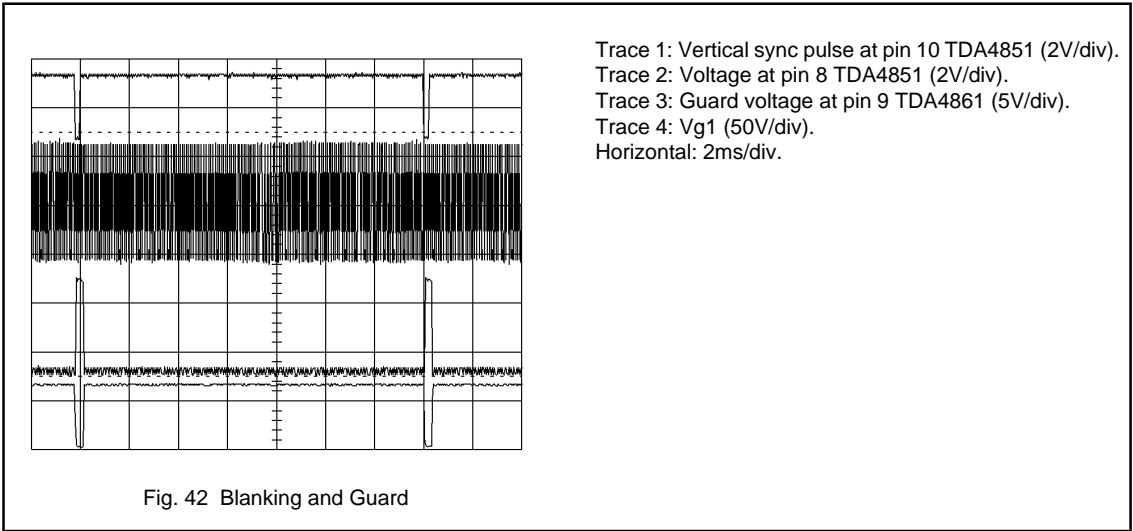 Trace 1: Vertical sync pulse at pin 10 TDA4851 (2V/div).
Trace 2: Voltage at pin 8 TDA4851 (2V/div).
Trace 3: Guard voltage at pin 9 TDA4861 (5V/div).
Trace 4: Vg1 (50V/div).
Horizontal: 2ms/div.
Fig. 42 Blanking and Guard